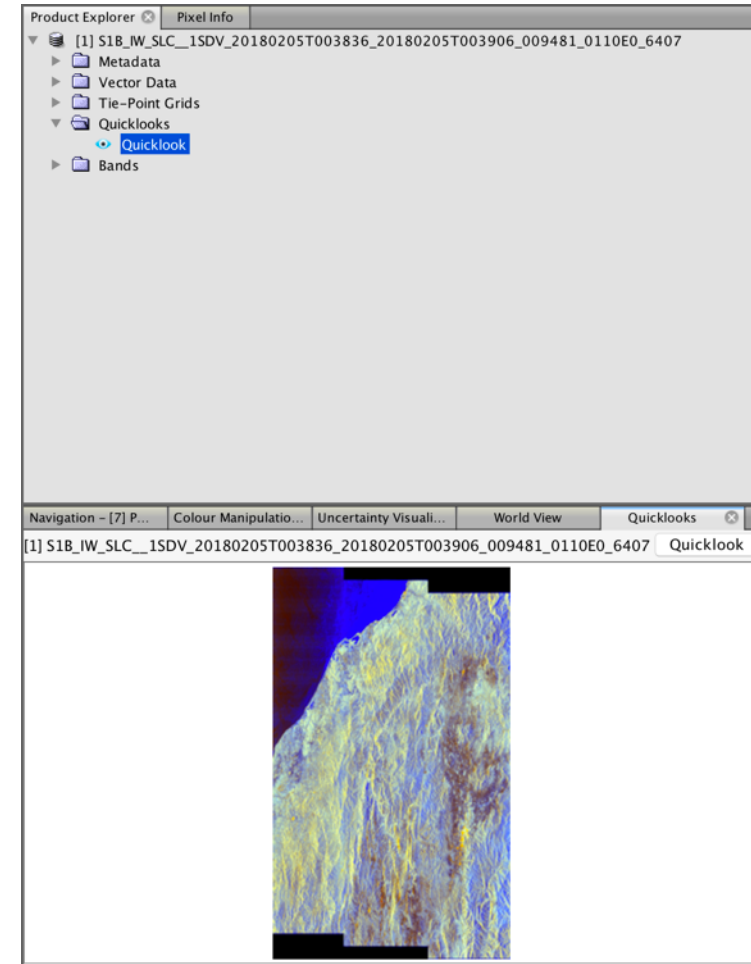 Product Explorer Pixel Info
[1] S1B_IW_SLC__1SDV_20180205T003836_20180205T003906_009481_0110E0_6407
Metadata
Vector Data
Tie-Point Grids
Quicklooks
Quicklook
Bands
Navigation - [7] P... Colour Manipulatio... Uncertainty Visuali... World View Quicklooks
[1] S1B_IW_SLC__1SDV_20180205T003836_20180205T003906_009481_0110E0_6407 Quicklook